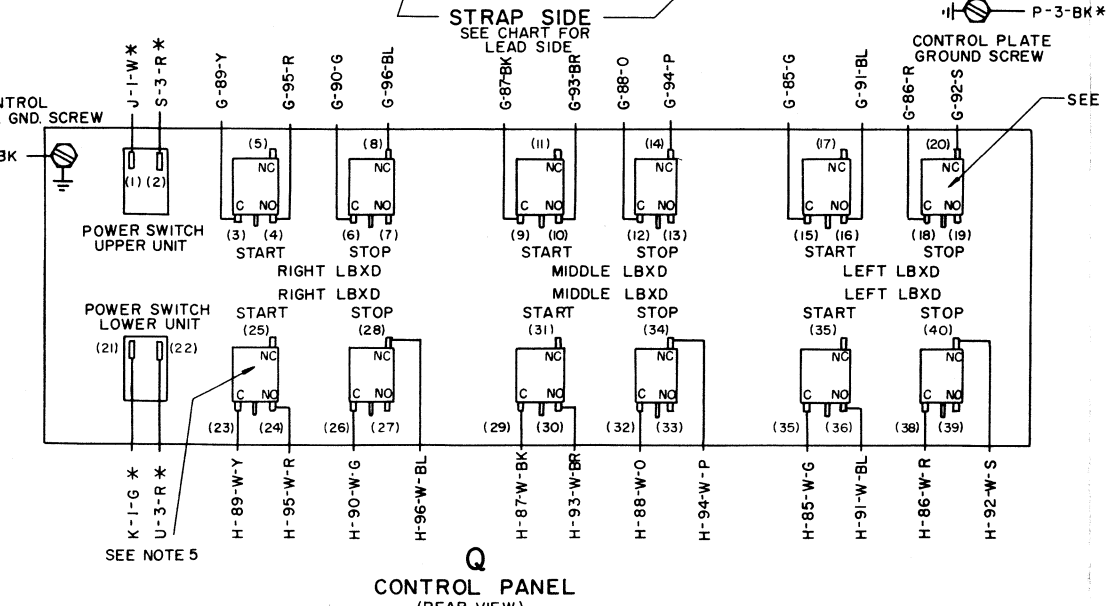 STRAP SIDE
SEE CHART FOR
LEAD SIDE
P-3-BK*
CONTROL PLATE
GROUND SCREW
J-1-W*
S-3-R*
G-89-Y
G-95-R
G-90-G
G-96-BL
G-87-BK
G-93-BR
G-88-O
G-94-P
G-85-G
G-91-BL
G-86-R
G-92-S
SEE
NTROL
GND. SCREW
BK
(1) (2)
POWER SWITCH
UPPER UNIT
(5)
NC
C NO
(3) (4)
START
(8)
NC
C NO
(6) (7)
STOP
RIGHT LBXD
(11)
NC
C NO
(9) (10)
START
(14)
NC
C NO
(12) (13)
STOP
MIDDLE LBXD
(17)
NC
C NO
(15) (16)
START
(20)
NC
C NO
(18) (19)
STOP
LEFT LBXD
POWER SWITCH
LOWER UNIT
(21) (22)
RIGHT LBXD
START
(25)
NC
C NO
(23) (24)
STOP
(28)
NC
C NO
(26) (27)
MIDDLE LBXD
START
(31)
NC
C NO
(29) (30)
STOP
(34)
NC
C NO
(32) (33)
LEFT LBXD
START
(35)
NC
C NO
(35) (36)
STOP
(40)
NC
C NO
(38) (39)
K-1-G*
U-3-R*
H-89-W-Y
H-95-W-R
H-90-W-G
H-96-W-BL
H-87-W-BK
H-93-W-BR
H-88-W-O
H-94-W-P
H-85-W-G
H-91-W-BL
H-86-W-R
H-92-W-S
SEE NOTE 5
Q
CONTROL PANEL
(REAR VIEW)